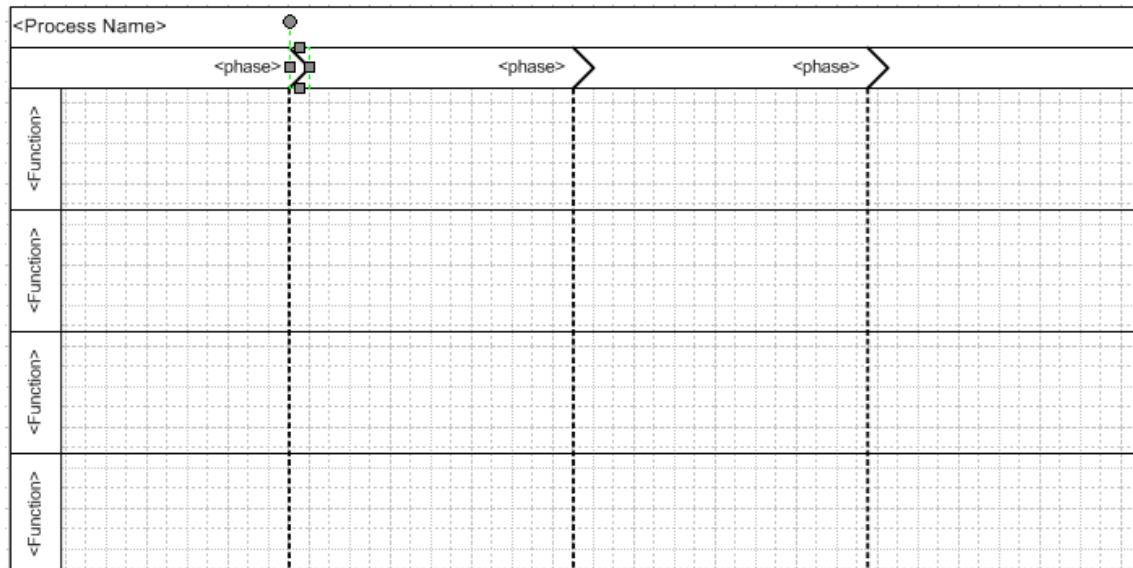 <Process Name>
<phase>
<phase>
<phase>
<Function>
<Function>
<Function>
<Function>